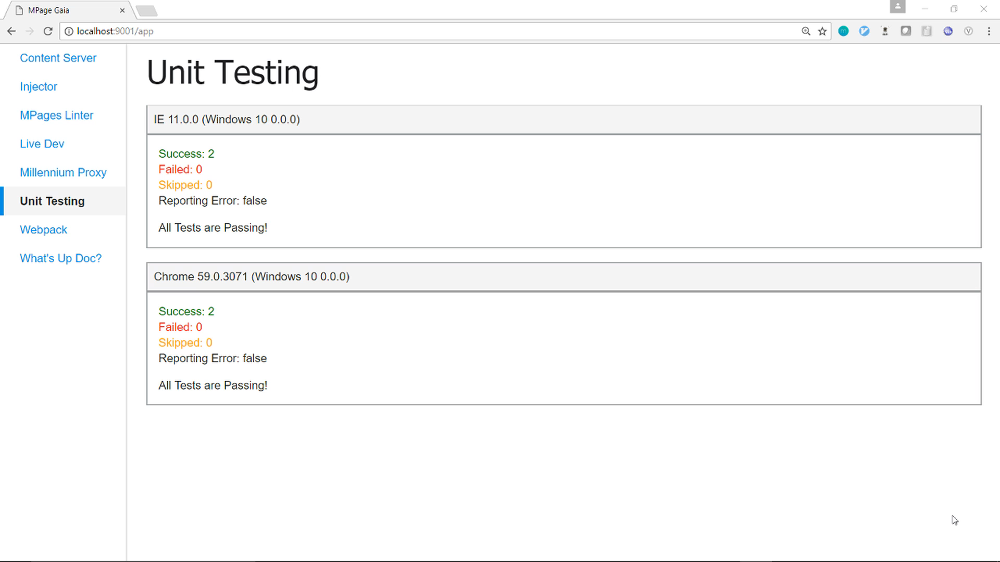 MPage Gaia
localhost:9001/app
Content Server
Injector
MPages Linter
Live Dev
Millennium Proxy
Unit Testing
Webpack
What's Up Doc?
Unit Testing
IE 11.0.0 (Windows 10 0.0.0)
Success: 2
Failed: 0
Skipped: 0
Reporting Error: false
All Tests are Passing!
Chrome 59.0.3071 (Windows 10 0.0.0)
Success: 2
Failed: 0
Skipped: 0
Reporting Error: false
All Tests are Passing!